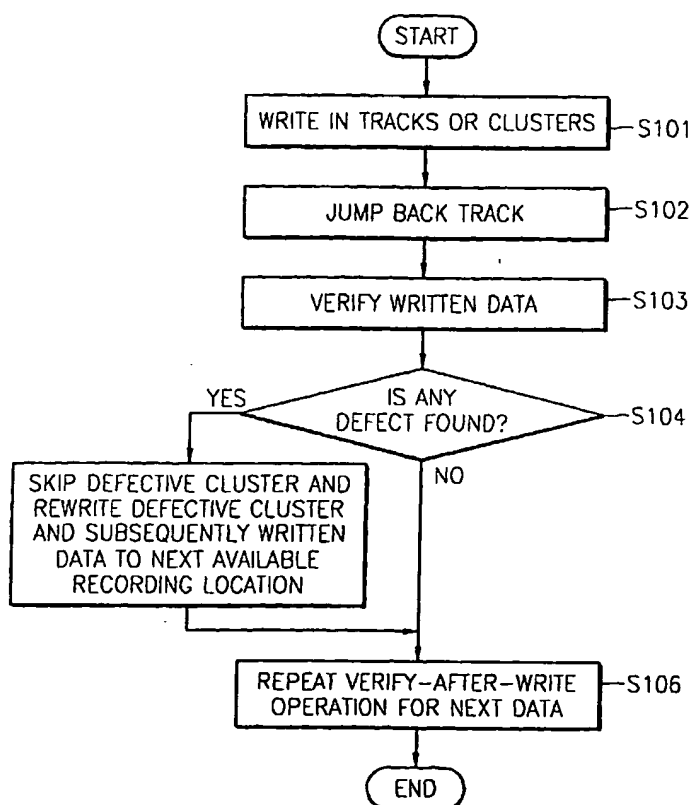 START
WRITE IN TRACKS OR CLUSTERS
S101
JUMP BACK TRACK
S102
VERIFY WRITTEN DATA
S103
IS ANY
DEFECT FOUND?
S104
YES
NO
SKIP DEFECTIVE CLUSTER AND
REWRITE DEFECTIVE CLUSTER
AND SUBSEQUENTLY WRITTEN
DATA TO NEXT AVAILABLE
RECORDING LOCATION
REPEAT VERIFY-AFTER-WRITE
OPERATION FOR NEXT DATA
S106
END